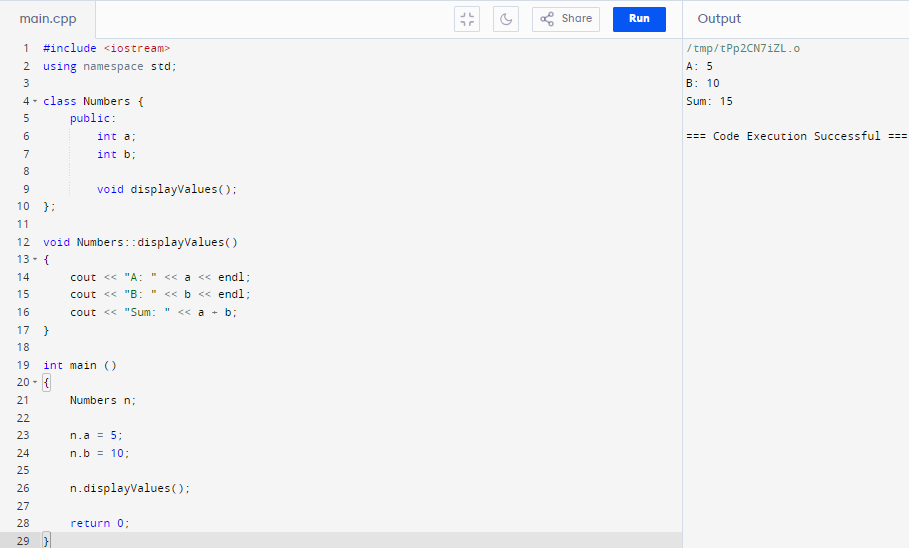 main.cpp
Share
Run
Output
1 #include <iostream>
2 using namespace std;
3
4 class Numbers {
5     public:
6         int a;
7         int b;
8
9         void displayValues();
10 };
11
12 void Numbers::displayValues()
13 {
14     cout << "A: " << a << endl;
15     cout << "B: " << b << endl;
16     cout << "Sum: " << a + b;
17 }
18
19 int main ()
20 {
21     Numbers n;
22
23     n.a = 5;
24     n.b = 10;
25
26     n.displayValues();
27
28     return 0;
29 }
/tmp/tPp2CN7iZL.o
A: 5
B: 10
Sum: 15
=== Code Execution Successful ===